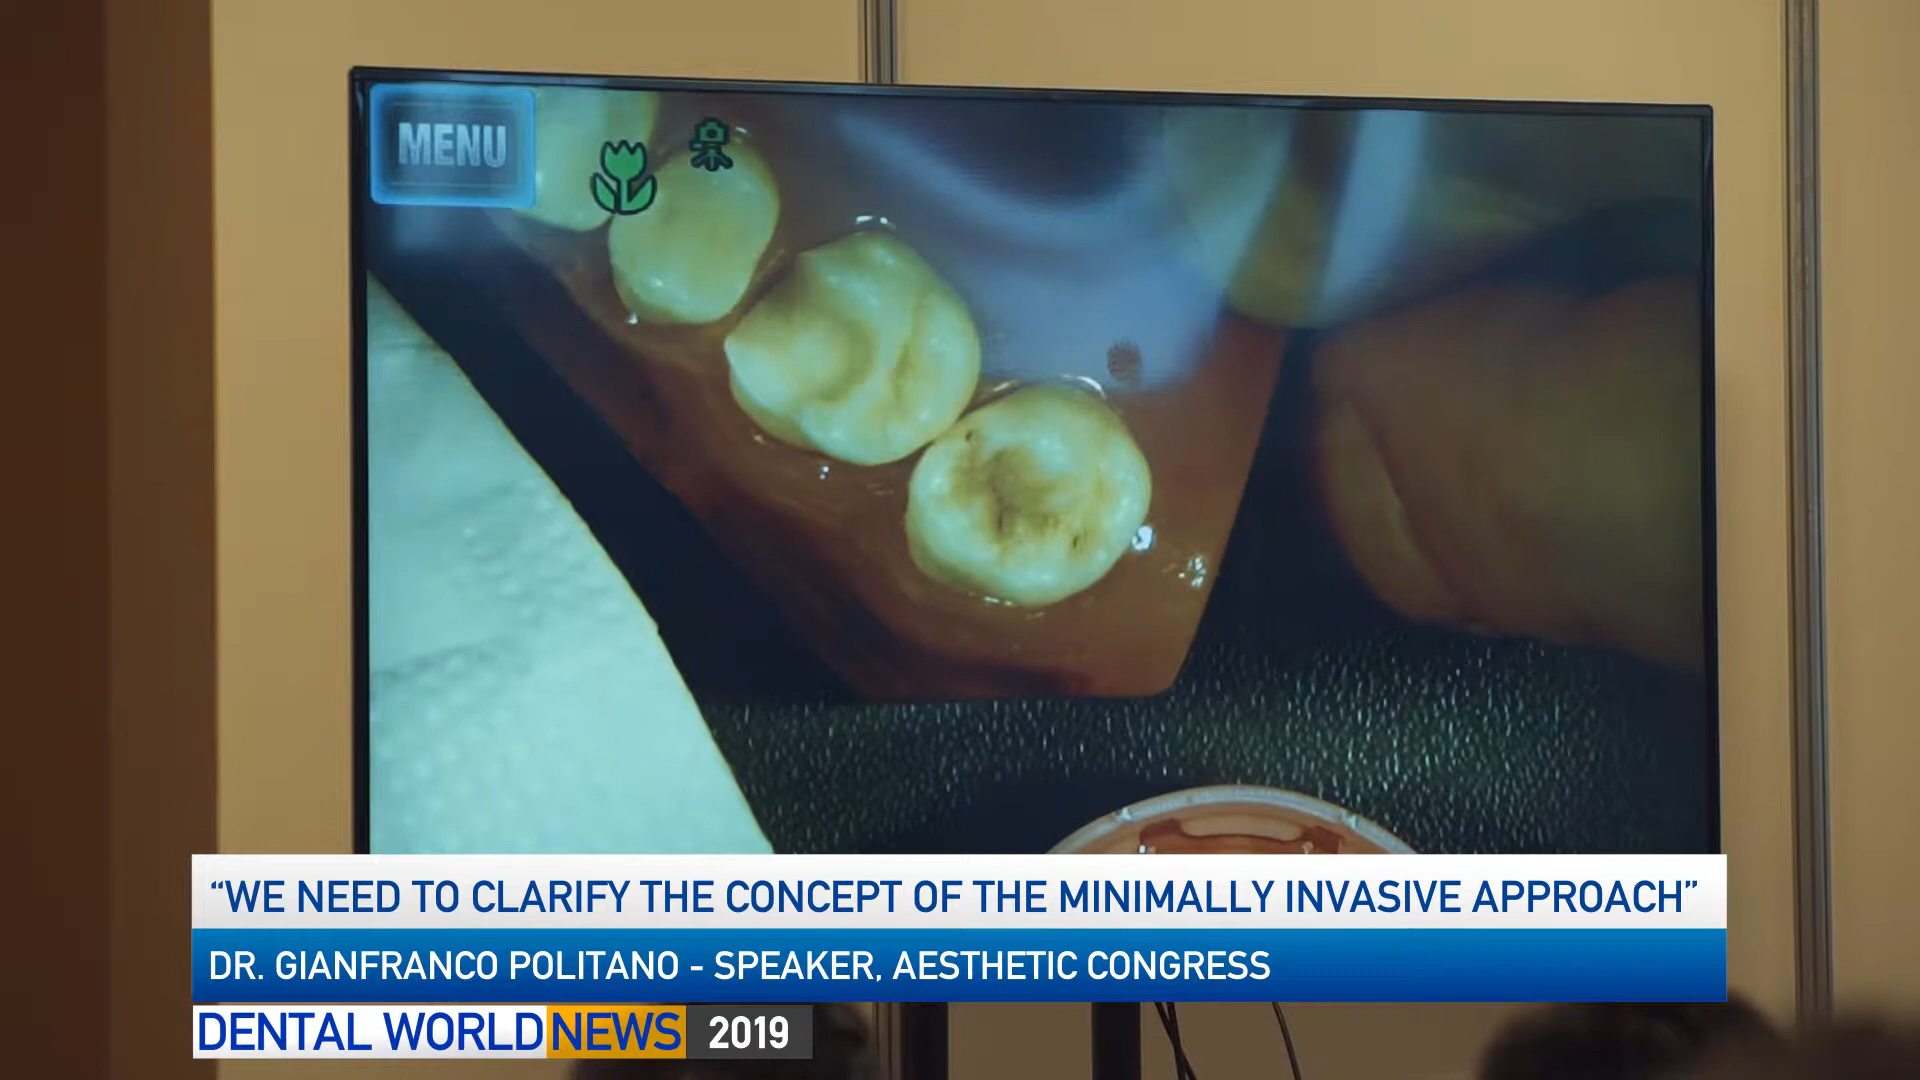 MENU
“WE NEED TO CLARIFY THE CONCEPT OF THE MINIMALLY INVASIVE APPROACH”
DR. GIANFRANCO POLITANO - SPEAKER, AESTHETIC CONGRESS
DENTAL WORLD NEWS 2019